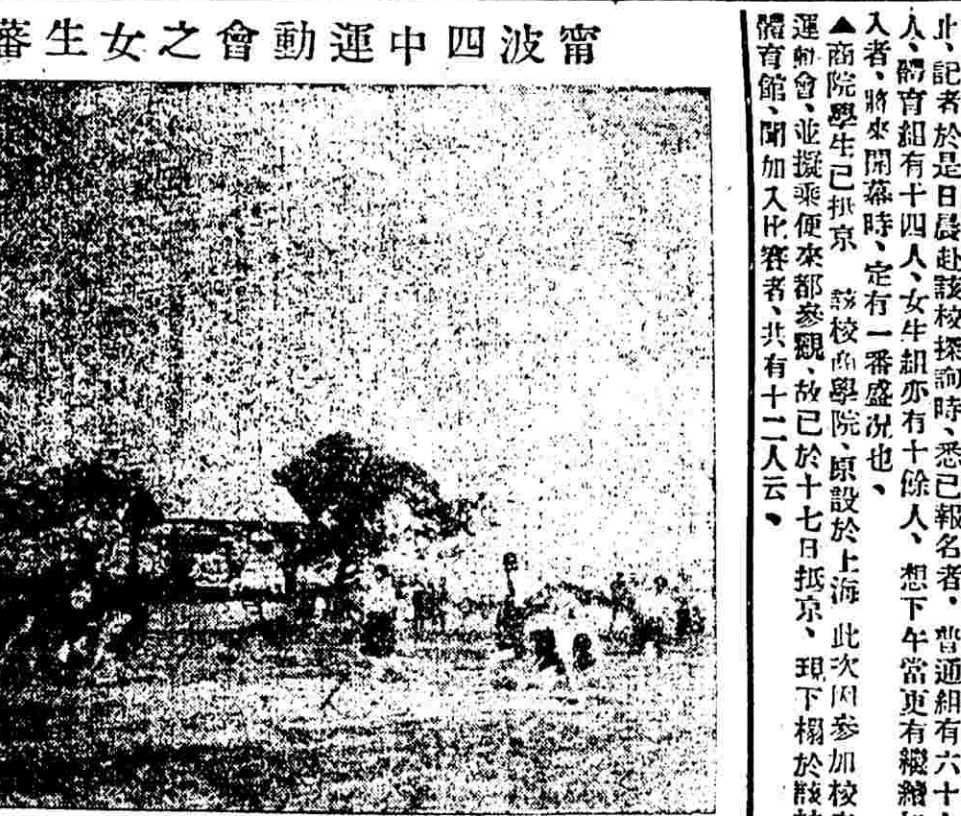 甯波四中運動會之女生蕃
止、記者於是日晨赴該校探詢時、悉已報名者、普通組有六十
人、體育組有十四人、女生組亦有十餘人、想下午當更有繼續
入者、將來開幕時、定有一番盛況也、
▲商院學生已抵京 該校商學院、原設於上海 此次因參加校
運動會、並擬乘便來都參觀、故已於十七日抵京、現下榻於該
體育館、聞加入比賽者、共有十二人云、